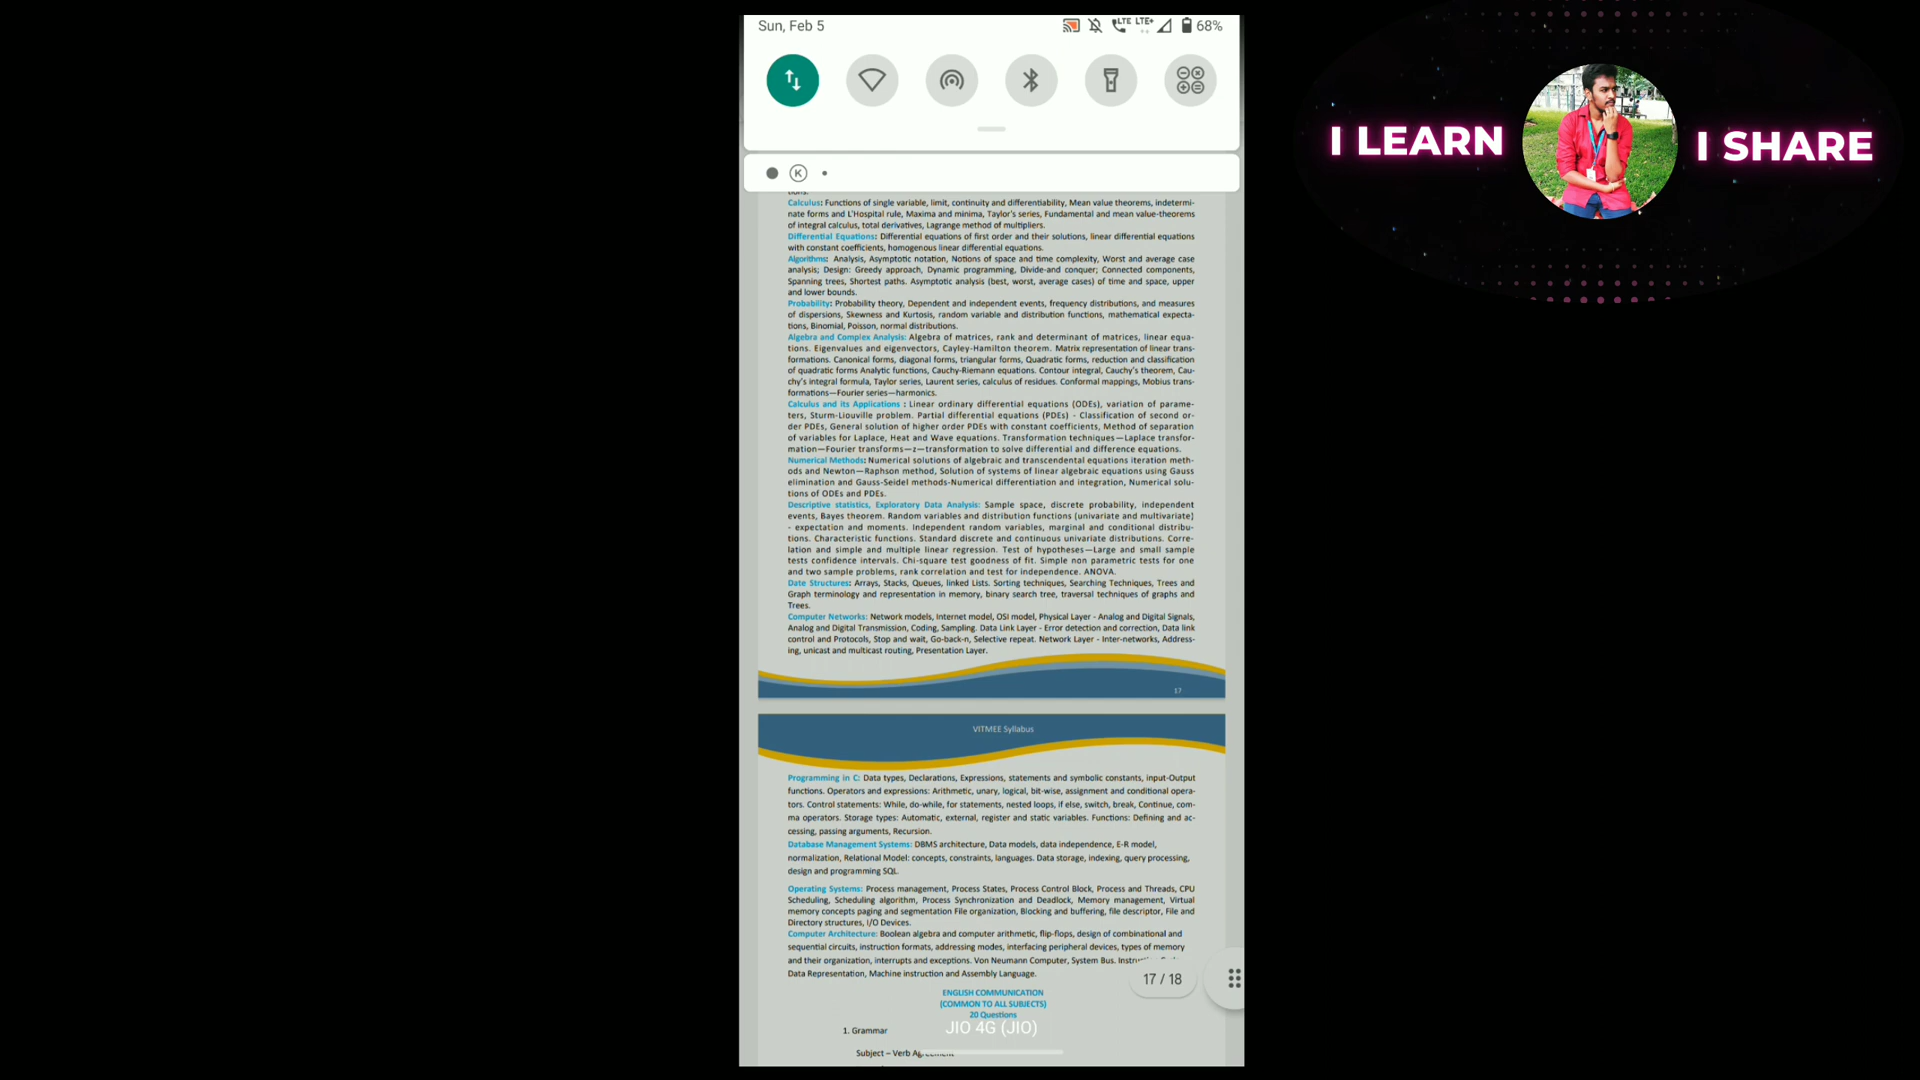 Sun, Feb 5
LTE LTE+ 68%
K
I LEARN I SHARE
tions.
Calculus: Functions of single variable, limit, continuity and differentiability, Mean value theorems, indetermi-
nate forms and L'Hospital rule, Maxima and minima, Taylor's series, Fundamental and mean value-theorems
of integral calculus, total derivatives, Lagrange method of multipliers.
Differential Equations: Differential equations of first order and their solutions, linear differential equations
with constant coefficients, homogenous linear differential equations.
Algorithms: Analysis, Asymptotic notation, Notions of space and time complexity, Worst and average case
analysis; Design: Greedy approach, Dynamic programming, Divide-and conquer; Connected components,
Spanning trees, Shortest paths. Asymptotic analysis (best, worst, average cases) of time and space, upper
and lower bounds.
Probability: Probability theory, Dependent and independent events, frequency distributions, and measures
of dispersions, Skewness and Kurtosis, random variable and distribution functions, mathematical expecta-
tions, Binomial, Poisson, normal distributions.
Algebra and Complex Analysis: Algebra of matrices, rank and determinant of matrices, linear equa-
tions. Eigenvalues and eigenvectors, Cayley-Hamilton theorem. Matrix representation of linear trans-
formations. Canonical forms, diagonal forms, triangular forms, Quadratic forms, reduction and classification
of quadratic forms Analytic functions, Cauchy-Riemann equations. Contour integral, Cauchy's theorem, Cau-
chy's integral formula, Taylor series, Laurent series, calculus of residues. Conformal mappings, Mobius trans-
formations—Fourier series—harmonics.
Calculus and its Applications : Linear ordinary differential equations (ODEs), variation of parame-
ters, Sturm-Liouville problem. Partial differential equations (PDEs) - Classification of second or-
der PDEs, General solution of higher order PDEs with constant coefficients, Method of separation
of variables for Laplace, Heat and Wave equations. Transformation techniques—Laplace transfor-
mation—Fourier transforms—z—transformation to solve differential and difference equations.
Numerical Methods: Numerical solutions of algebraic and transcendental equations iteration meth-
ods and Newton—Raphson method, Solution of systems of linear algebraic equations using Gauss
elimination and Gauss-Seidel methods-Numerical differentiation and integration, Numerical solu-
tions of ODEs and PDEs.
Descriptive statistics, Exploratory Data Analysis: Sample space, discrete probability, independent
events, Bayes theorem. Random variables and distribution functions (univariate and multivariate)
- expectation and moments. Independent random variables, marginal and conditional distribu-
tions. Characteristic functions. Standard discrete and continuous univariate distributions. Corre-
lation and simple and multiple linear regression. Test of hypotheses—Large and small sample
tests confidence intervals. Chi-square test goodness of fit. Simple non parametric tests for one
and two sample problems, rank correlation and test for independence. ANOVA.
Date Structures: Arrays, Stacks, Queues, linked Lists. Sorting techniques, Searching Techniques, Trees and
Graph terminology and representation in memory, binary search tree, traversal techniques of graphs and
Trees.
Computer Networks: Network models, Internet model, OSI model, Physical Layer - Analog and Digital Signals,
Analog and Digital Transmission, Coding, Sampling. Data Link Layer - Error detection and correction, Data link
control and Protocols, Stop and wait, Go-back-n, Selective repeat. Network Layer - Inter-networks, Address-
ing, unicast and multicast routing, Presentation Layer.
17
VITMEE Syllabus
Programming in C: Data types, Declarations, Expressions, statements and symbolic constants, input-Output
functions. Operators and expressions: Arithmetic, unary, logical, bit-wise, assignment and conditional opera-
tors. Control statements: While, do-while, for statements, nested loops, if else, switch, break, Continue, com-
ma operators. Storage types: Automatic, external, register and static variables. Functions: Defining and ac-
cessing, passing arguments, Recursion.
Database Management Systems: DBMS architecture, Data models, data independence, E-R model,
normalization, Relational Model: concepts, constraints, languages. Data storage, indexing, query processing,
design and programming SQL.
Operating Systems: Process management, Process States, Process Control Block, Process and Threads, CPU
Scheduling, Scheduling algorithm, Process Synchronization and Deadlock, Memory management, Virtual
memory concepts paging and segmentation File organization, Blocking and buffering, file descriptor, File and
Directory structures, I/O Devices.
Computer Architecture: Boolean algebra and computer arithmetic, flip-flops, design of combinational and
sequential circuits, instruction formats, addressing modes, interfacing peripheral devices, types of memory
and their organization, interrupts and exceptions. Von Neumann Computer, System Bus.
Data Representation, Machine instruction and Assembly Language.
17 / 18
ENGLISH COMMUNICATION
(COMMON TO ALL SUBJECTS)
20 Questions
JIO 4G (JIO)
1. Grammar
Subject – Verb